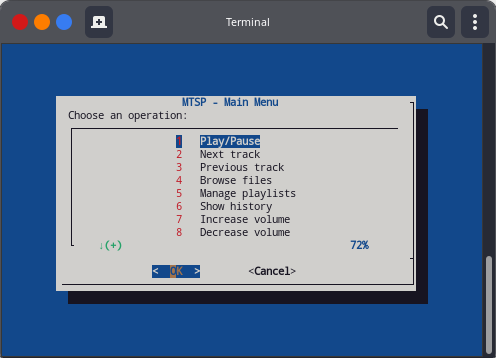 Terminal
MTSP - Main Menu
Choose an operation:
1 Play/Pause
2 Next track
3 Previous track
4 Browse files
5 Manage playlists
6 Show history
7 Increase volume
8 Decrease volume
↓(+) 72%
< OK > <Cancel>